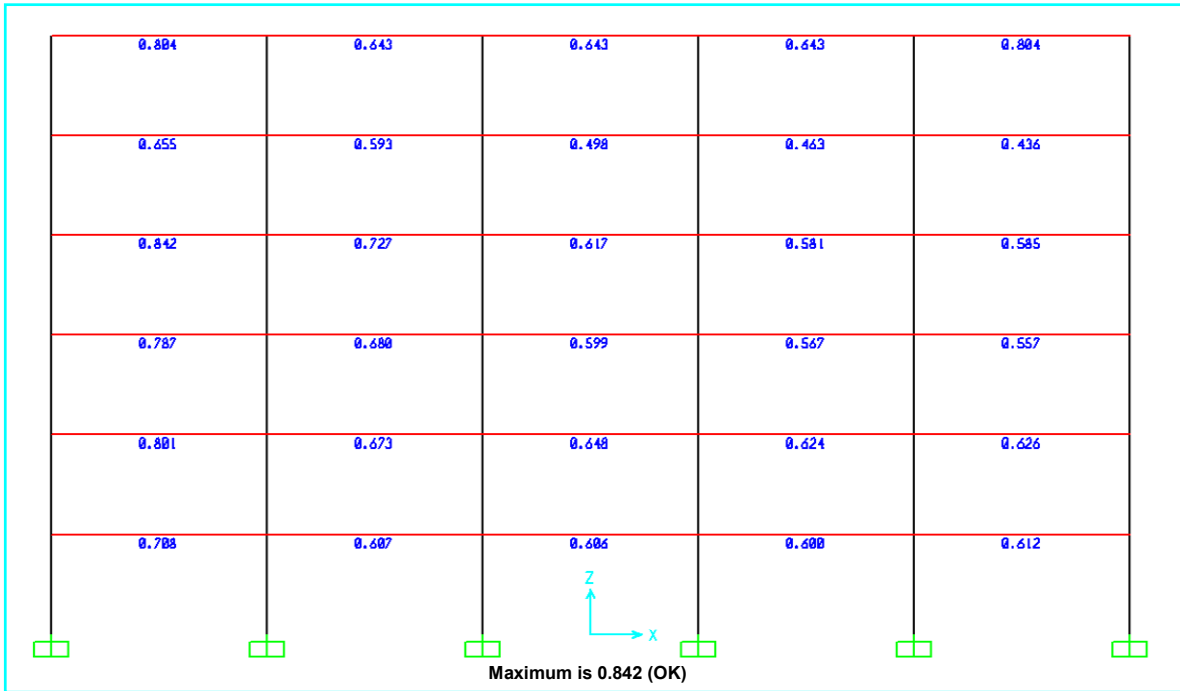 0.804 0.643 0.643 0.643 0.804
0.655 0.593 0.498 0.463 0.436
0.842 0.727 0.617 0.581 0.585
0.787 0.680 0.599 0.567 0.557
0.801 0.673 0.648 0.624 0.626
0.708 0.607 0.606 0.600 0.612
Z
X
Maximum is 0.842 (OK)